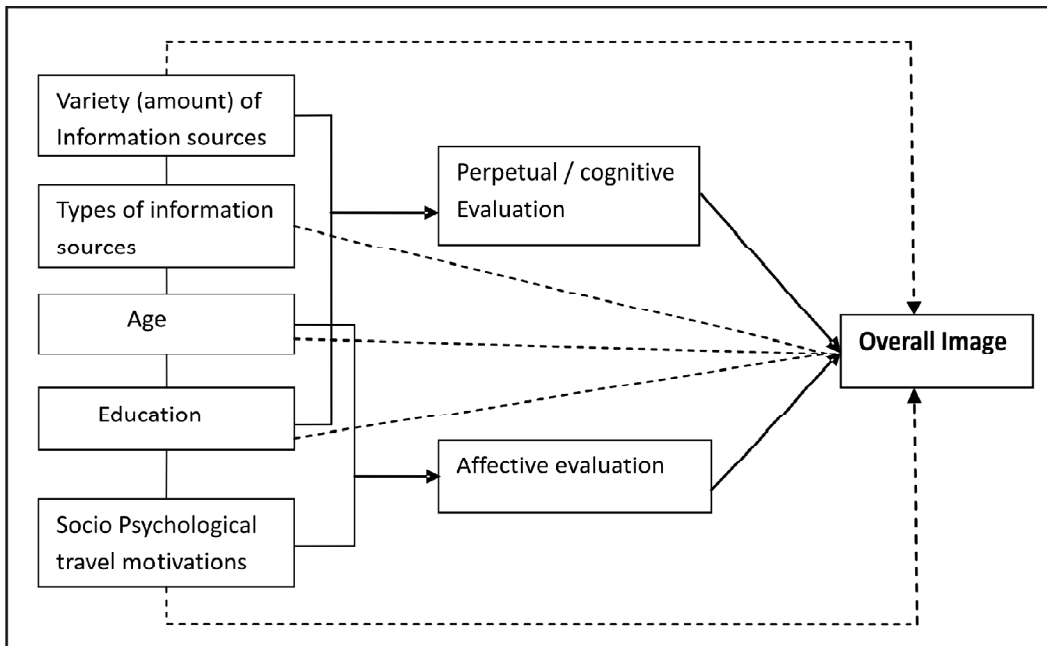 Variety (amount) of
Information sources
Types of information
sources
Age
Education
Socio Psychological
travel motivations
Perpetual / cognitive
Evaluation
Affective evaluation
Overall Image